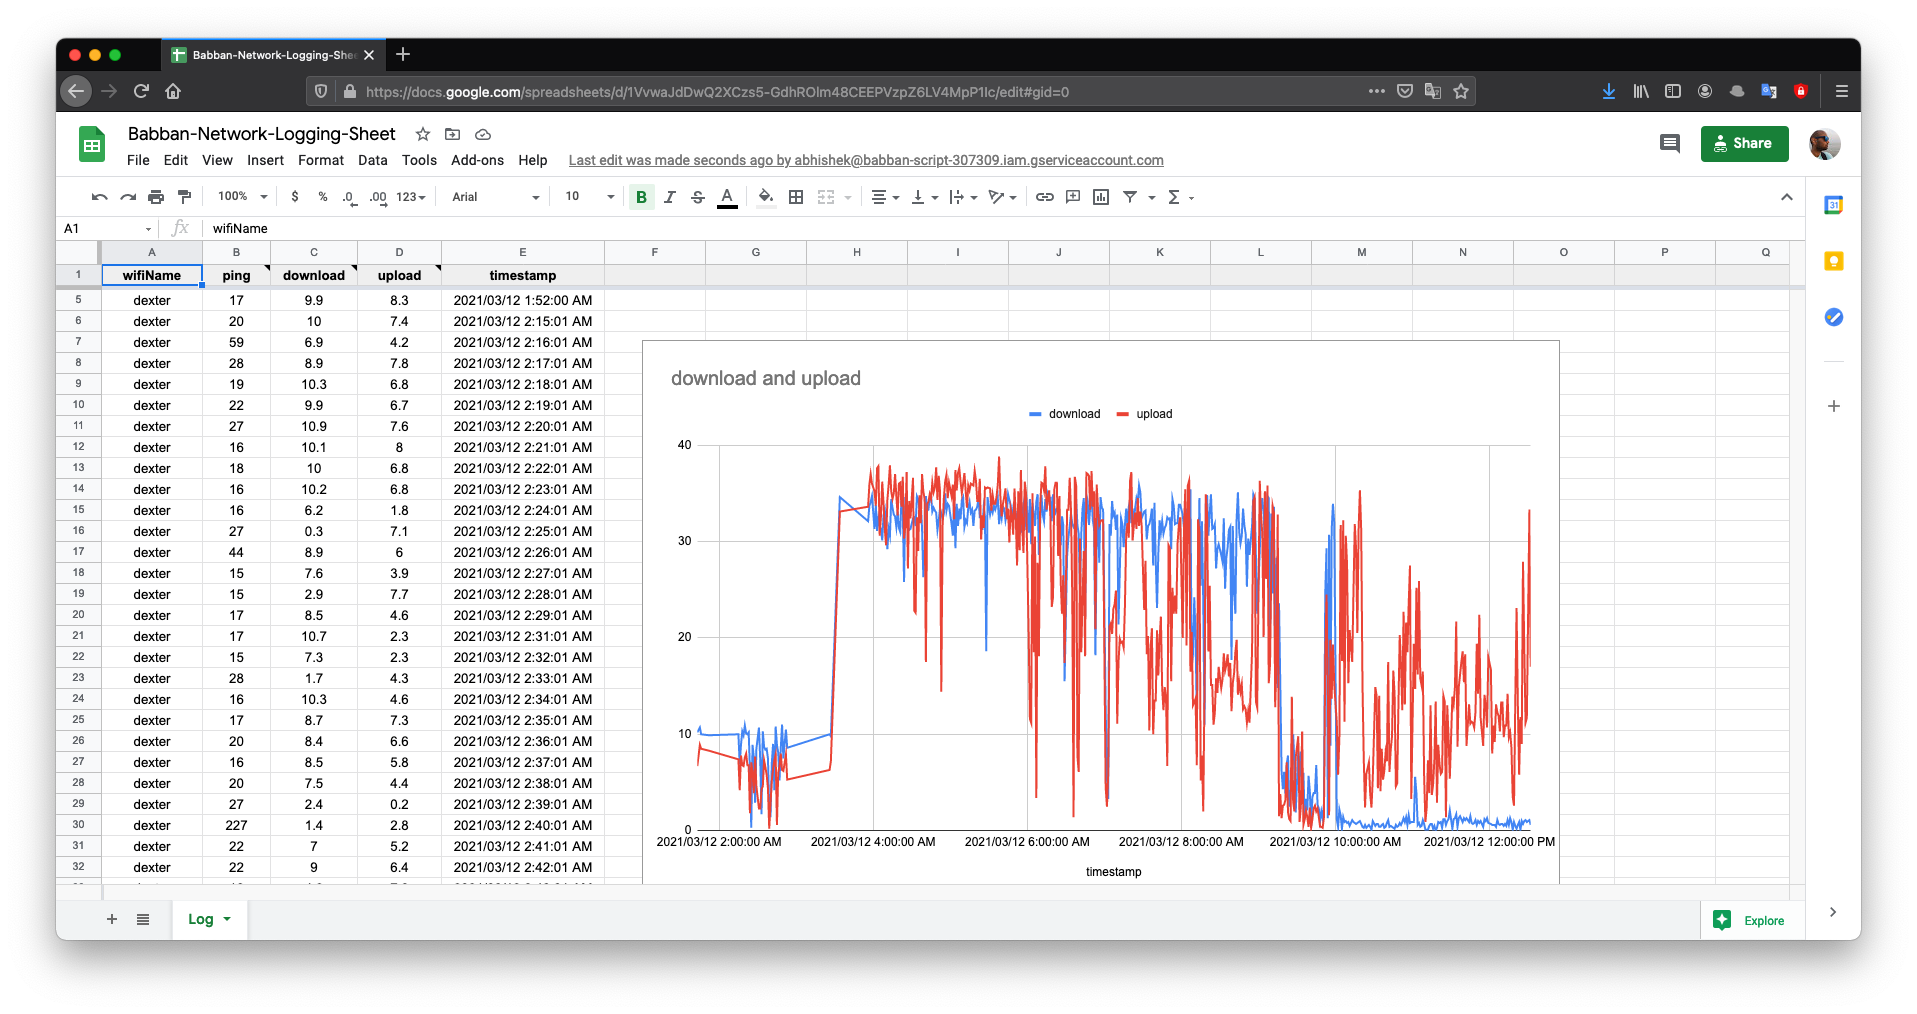 Babban-Network-Logging-She
https://docs.google.com/spreadsheets/d/1VvwaJdDwQ2XCzs5-GdhROlm48CEEPVzpZ6LV4MpP1Ic/edit#gid=0
Babban-Network-Logging-Sheet
Share
File Edit View Insert Format Data Tools Add-ons Help Last edit was made seconds ago by abhishek@babban-script-307309.iam.gserviceaccount.com
100% $ % .0 .00 123 Arial 10 B I S A Σ
31
A1 fx wifiName
A B C D E F G H I J K L M N O P Q
1 wifiName ping download upload timestamp
5 dexter 17 9.9 8.3 2021/03/12 1:52:00 AM
6 dexter 20 10 7.4 2021/03/12 2:15:01 AM
7 dexter 59 6.9 4.2 2021/03/12 2:16:01 AM
8 dexter 28 8.9 7.8 2021/03/12 2:17:01 AM
9 dexter 19 10.3 6.8 2021/03/12 2:18:01 AM
10 dexter 22 9.9 6.7 2021/03/12 2:19:01 AM
11 dexter 27 10.9 7.6 2021/03/12 2:20:01 AM
12 dexter 16 10.1 8 2021/03/12 2:21:01 AM
13 dexter 18 10 6.8 2021/03/12 2:22:01 AM
14 dexter 16 10.2 6.8 2021/03/12 2:23:01 AM
15 dexter 16 6.2 1.8 2021/03/12 2:24:01 AM
16 dexter 27 0.3 7.1 2021/03/12 2:25:01 AM
17 dexter 44 8.9 6 2021/03/12 2:26:01 AM
18 dexter 15 7.6 3.9 2021/03/12 2:27:01 AM
19 dexter 15 2.9 7.7 2021/03/12 2:28:01 AM
20 dexter 17 8.5 4.6 2021/03/12 2:29:01 AM
21 dexter 17 10.7 2.3 2021/03/12 2:31:01 AM
22 dexter 15 7.3 2.3 2021/03/12 2:32:01 AM
23 dexter 28 1.7 4.3 2021/03/12 2:33:01 AM
24 dexter 16 10.3 4.6 2021/03/12 2:34:01 AM
25 dexter 17 8.7 7.3 2021/03/12 2:35:01 AM
26 dexter 20 8.4 6.6 2021/03/12 2:36:01 AM
27 dexter 16 8.5 5.8 2021/03/12 2:37:01 AM
28 dexter 20 7.5 4.4 2021/03/12 2:38:01 AM
29 dexter 27 2.4 0.2 2021/03/12 2:39:01 AM
30 dexter 227 1.4 2.8 2021/03/12 2:40:01 AM
31 dexter 22 7 5.2 2021/03/12 2:41:01 AM
32 dexter 22 9 6.4 2021/03/12 2:42:01 AM
download and upload
download upload
40
30
20
10
0
2021/03/12 2:00:00 AM 2021/03/12 4:00:00 AM 2021/03/12 6:00:00 AM 2021/03/12 8:00:00 AM 2021/03/12 10:00:00 AM 2021/03/12 12:00:00 PM
timestamp
Log
Explore